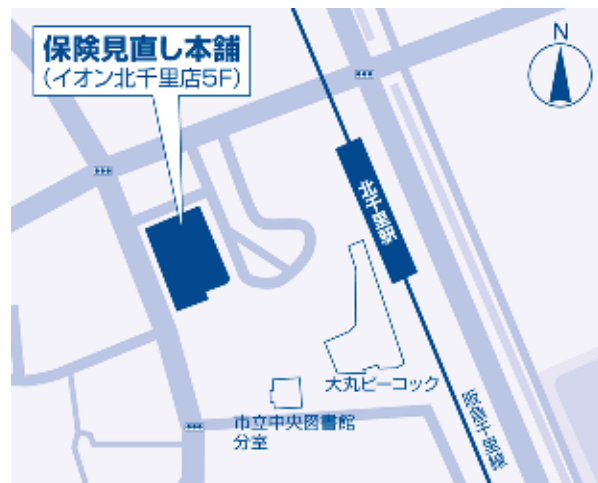 保険見直し本舗
(イオン北千里店5F)
N
北千里駅
大丸ピーコック
市立中央図書館
分室
阪急千里線